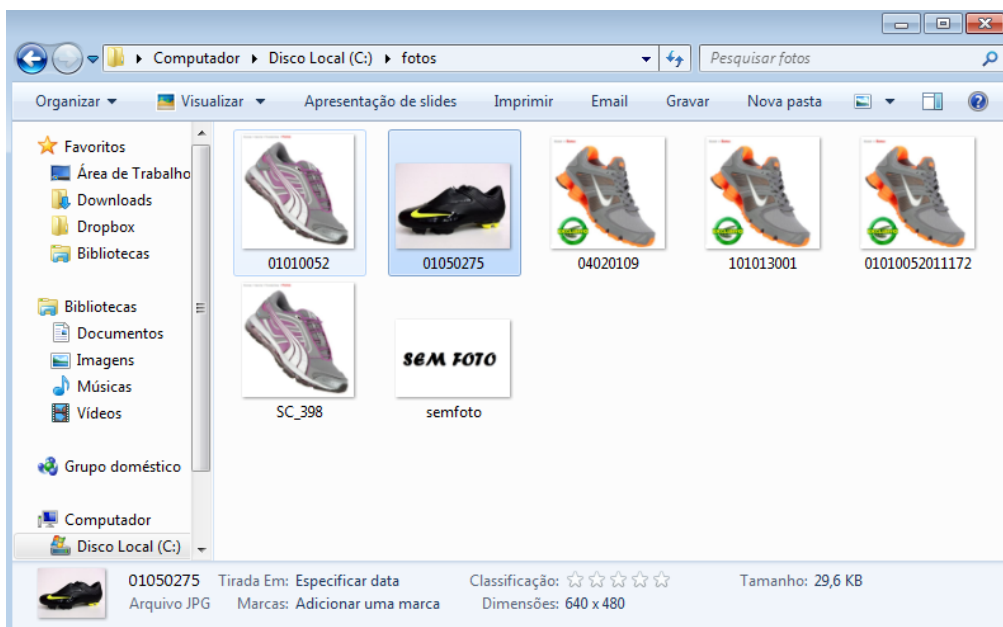 Computador Disco Local (C:) fotos
Pesquisar fotos
Organizar Visualizar Apresentação de slides Imprimir Email Gravar Nova pasta
Favoritos
Área de Trabalho
Downloads
Dropbox
Bibliotecas
Bibliotecas
Documentos
Imagens
Músicas
Vídeos
Grupo doméstico
Computador
Disco Local (C:)
01010052 01050275 04020109 101013001 01010052011172
SEM FOTO
SC_398 semfoto
01050275 Tirada Em: Especificar data Classificação: Tamanho: 29,6 KB
Arquivo JPG Marcas: Adicionar uma marca Dimensões: 640 x 480